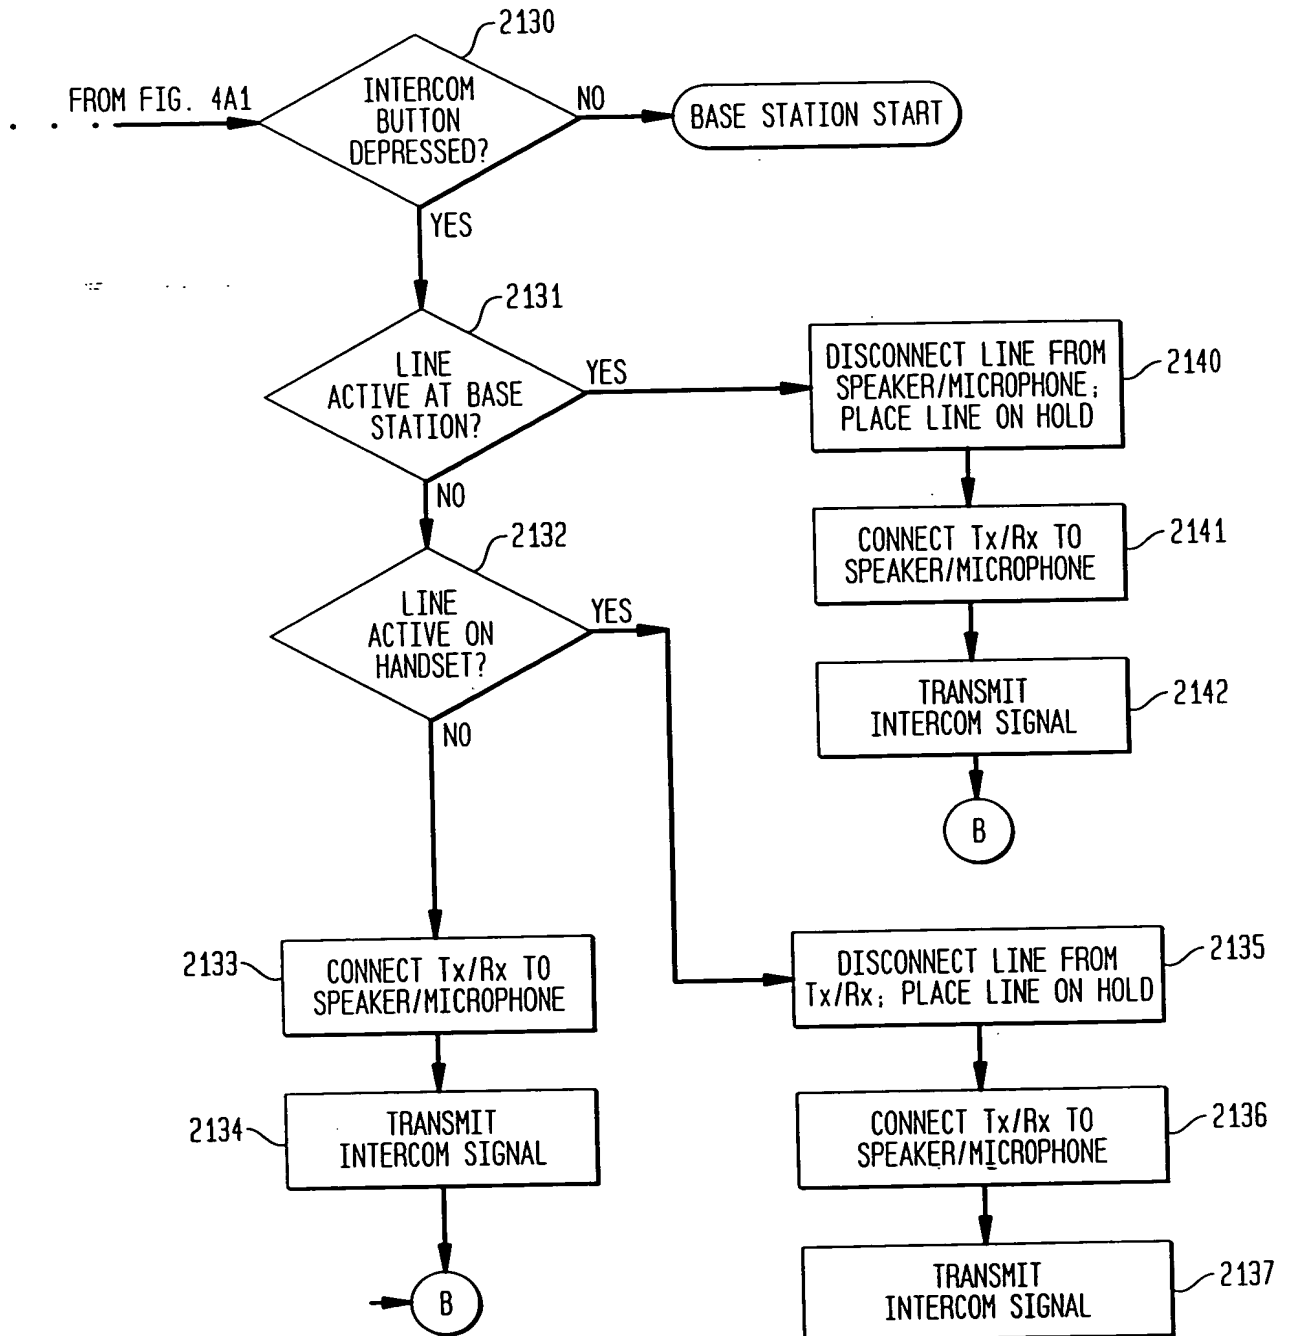 2130
FROM FIG. 4A1
INTERCOM
BUTTON
DEPRESSED?
NO
BASE STATION START
YES
2131
LINE
ACTIVE AT BASE
STATION?
YES
DISCONNECT LINE FROM
SPEAKER/MICROPHONE;
PLACE LINE ON HOLD
2140
NO
CONNECT Tx/Rx TO
SPEAKER/MICROPHONE
2141
2132
LINE
ACTIVE ON
HANDSET?
YES
TRANSMIT
INTERCOM SIGNAL
2142
NO
B
2133
CONNECT Tx/Rx TO
SPEAKER/MICROPHONE
DISCONNECT LINE FROM
Tx/Rx; PLACE LINE ON HOLD
2135
2134
TRANSMIT
INTERCOM SIGNAL
CONNECT Tx/Rx TO
SPEAKER/MICROPHONE
2136
B
TRANSMIT
INTERCOM SIGNAL
2137